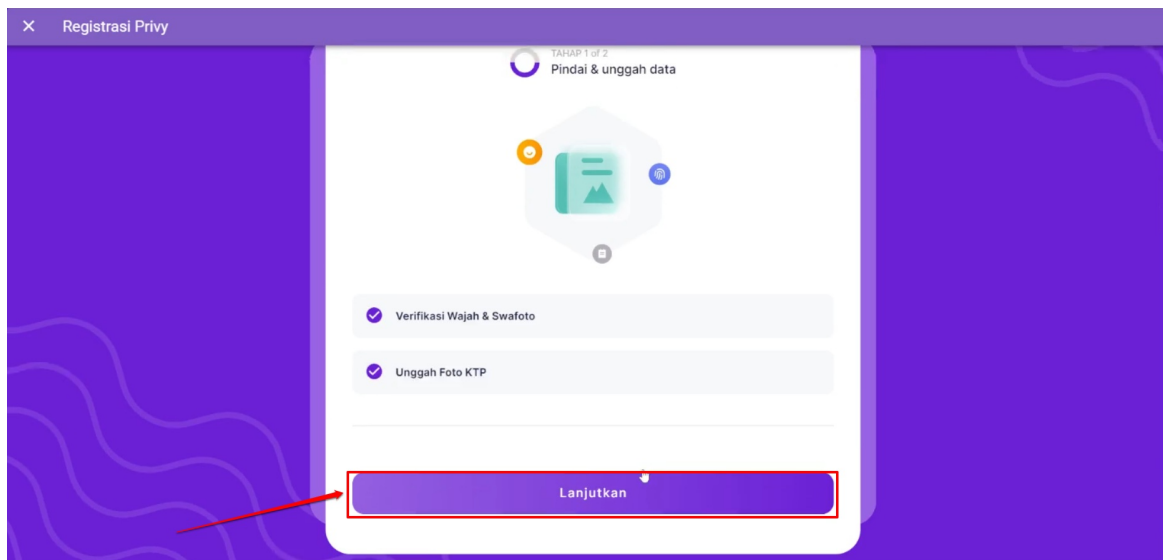 Registrasi Privy
TAHAP 1 of 2
Pindai & unggah data
Verifikasi Wajah & Swafoto
Unggah Foto KTP
Lanjutkan